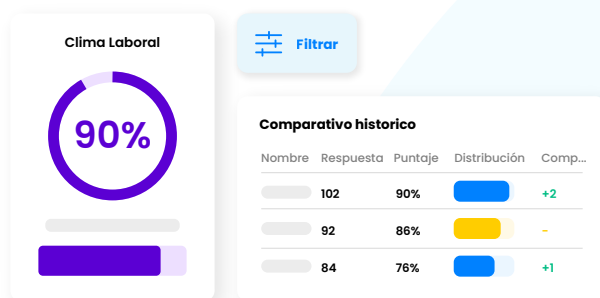 Clima Laboral
90%
Filtrar
Comparativo historico
Nombre Respuesta Puntaje Distribución Comp...
102 90% +2
92 86% -
84 76% +1